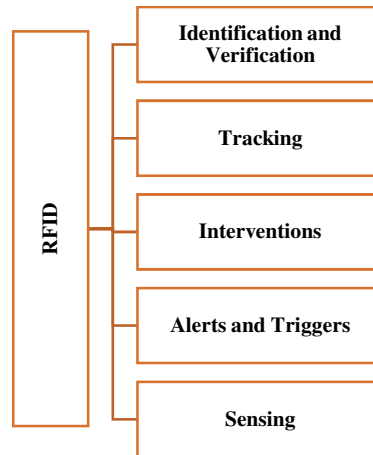 RFID
Identification and
Verification
Tracking
Interventions
Alerts and Triggers
Sensing